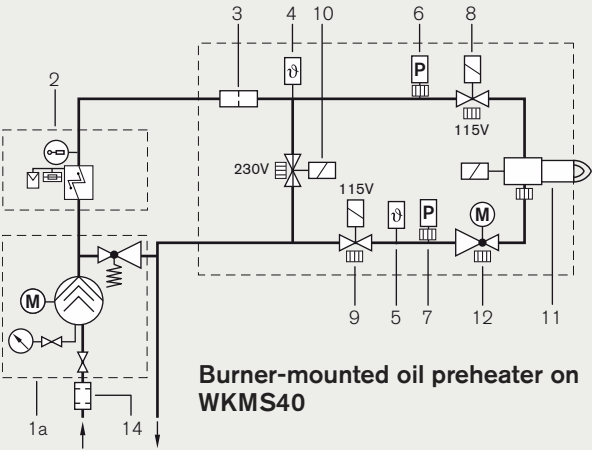 3 4 10 6 8
2
ϑ P
115V
230V
115V
ϑ P M
M
9 5 7 12 11
Burner-mounted oil preheater on
WKMS40
1a 14